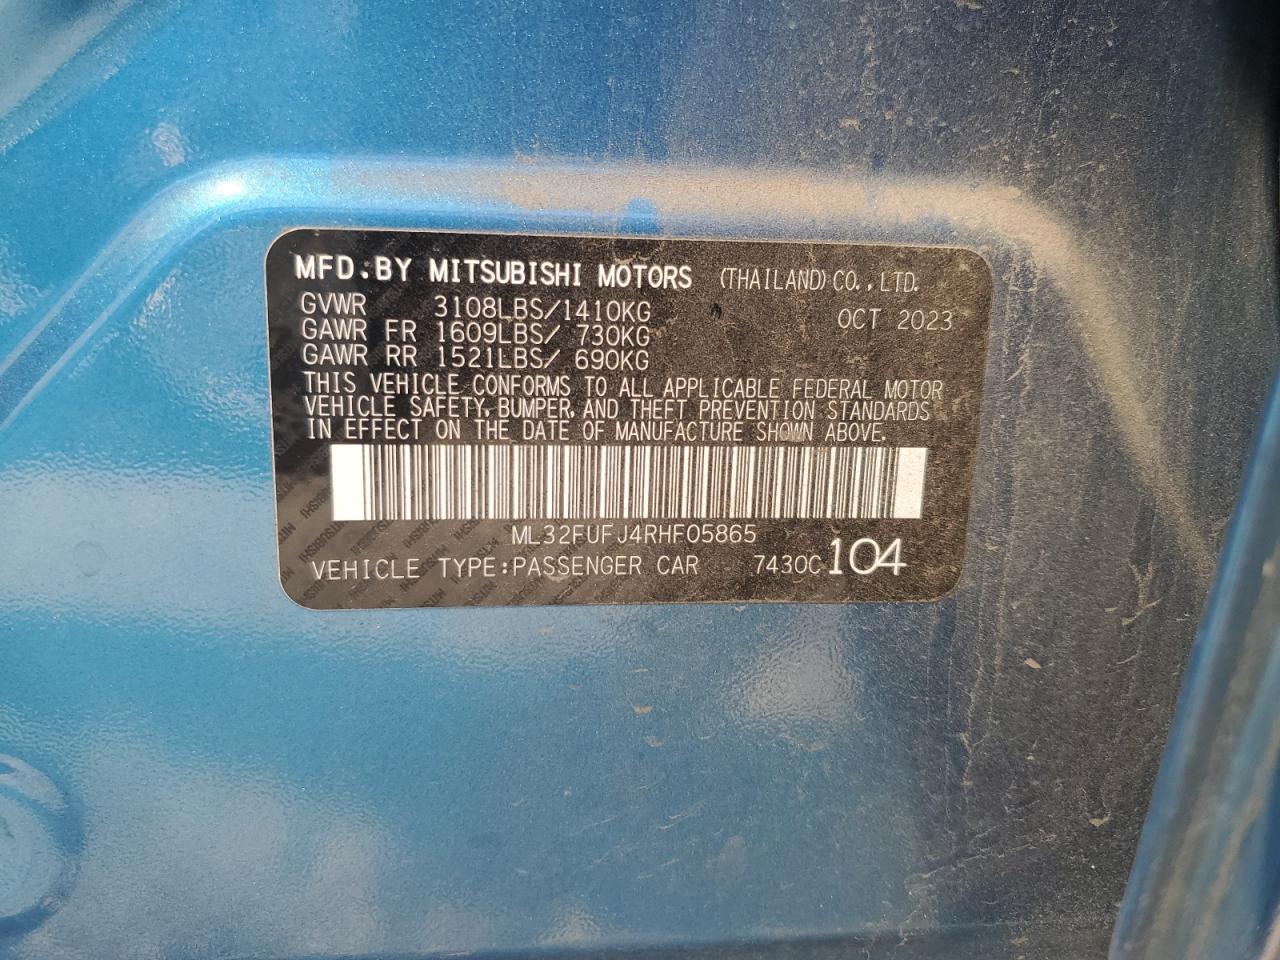 MFD.BY MITSUBISHI MOTORS (THAILAND) CO.,LTD.
GVWR 3108LBS/1410KG OCT 2023
GAWR FR 1609LBS/ 730KG
GAWR RR 1521LBS/ 690KG
THIS VEHICLE CONFORMS TO ALL APPLICABLE FEDERAL MOTOR
VEHICLE SAFETY, BUMPER, AND THEFT PREVENTION STANDARDS
IN EFFECT ON THE DATE OF MANUFACTURE SHOWN ABOVE.
ML32FUFJ4RHF05865
VEHICLE TYPE:PASSENGER CAR 7430C 104